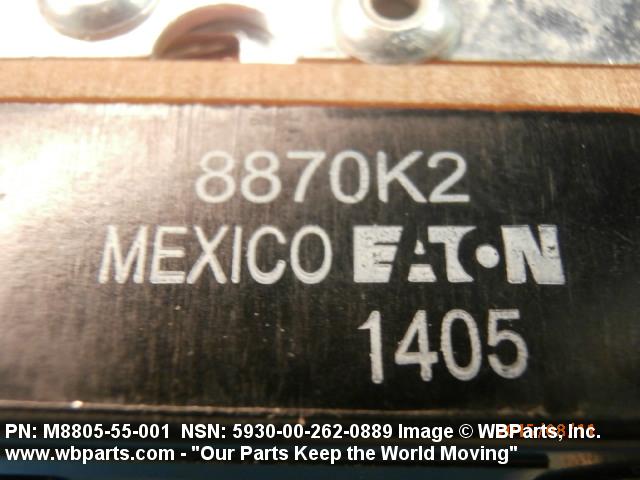 8870K2
MEXICO EATON
1405
PN: M8805-55-001 NSN: 5930-00-262-0889 Image © WBParts, Inc.
www.wbparts.com - "Our Parts Keep the World Moving"